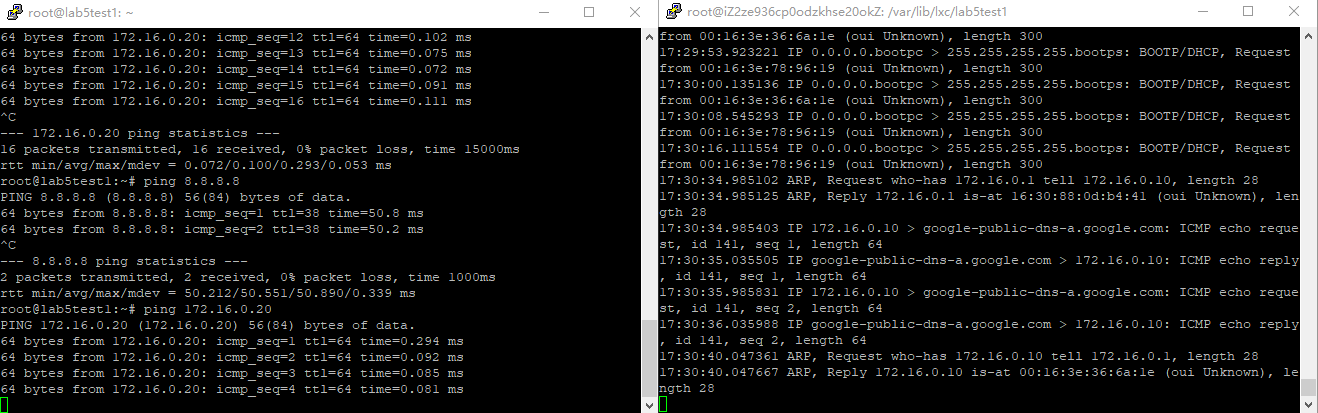 root@lab5test1: ~
64 bytes from 172.16.0.20: icmp_seq=12 ttl=64 time=0.102 ms
64 bytes from 172.16.0.20: icmp_seq=13 ttl=64 time=0.075 ms
64 bytes from 172.16.0.20: icmp_seq=14 ttl=64 time=0.072 ms
64 bytes from 172.16.0.20: icmp_seq=15 ttl=64 time=0.091 ms
64 bytes from 172.16.0.20: icmp_seq=16 ttl=64 time=0.111 ms
^C
--- 172.16.0.20 ping statistics ---
16 packets transmitted, 16 received, 0% packet loss, time 15000ms
rtt min/avg/max/mdev = 0.072/0.100/0.293/0.053 ms
root@lab5test1:~# ping 8.8.8.8
PING 8.8.8.8 (8.8.8.8) 56(84) bytes of data.
64 bytes from 8.8.8.8: icmp_seq=1 ttl=38 time=50.8 ms
64 bytes from 8.8.8.8: icmp_seq=2 ttl=38 time=50.2 ms
^C
--- 8.8.8.8 ping statistics ---
2 packets transmitted, 2 received, 0% packet loss, time 1000ms
rtt min/avg/max/mdev = 50.212/50.551/50.890/0.339 ms
root@lab5test1:~# ping 172.16.0.20
PING 172.16.0.20 (172.16.0.20) 56(84) bytes of data.
64 bytes from 172.16.0.20: icmp_seq=1 ttl=64 time=0.294 ms
64 bytes from 172.16.0.20: icmp_seq=2 ttl=64 time=0.092 ms
64 bytes from 172.16.0.20: icmp_seq=3 ttl=64 time=0.085 ms
64 bytes from 172.16.0.20: icmp_seq=4 ttl=64 time=0.081 ms
root@iZ2ze936cp0odzkhse20okZ: /var/lib/lxc/lab5test1
from 00:16:3e:36:6a:1e (oui Unknown), length 300
17:29:53.923221 IP 0.0.0.0.bootpc > 255.255.255.255.bootps: BOOTP/DHCP, Request
from 00:16:3e:78:96:19 (oui Unknown), length 300
17:30:00.135136 IP 0.0.0.0.bootpc > 255.255.255.255.bootps: BOOTP/DHCP, Request
from 00:16:3e:36:6a:1e (oui Unknown), length 300
17:30:08.545293 IP 0.0.0.0.bootpc > 255.255.255.255.bootps: BOOTP/DHCP, Request
from 00:16:3e:78:96:19 (oui Unknown), length 300
17:30:16.111554 IP 0.0.0.0.bootpc > 255.255.255.255.bootps: BOOTP/DHCP, Request
from 00:16:3e:78:96:19 (oui Unknown), length 300
17:30:34.985102 ARP, Request who-has 172.16.0.1 tell 172.16.0.10, length 28
17:30:34.985125 ARP, Reply 172.16.0.1 is-at 16:30:88:0d:b4:41 (oui Unknown), len
gth 28
17:30:34.985403 IP 172.16.0.10 > google-public-dns-a.google.com: ICMP echo reque
st, id 141, seq 1, length 64
17:30:35.035505 IP google-public-dns-a.google.com > 172.16.0.10: ICMP echo reply
, id 141, seq 1, length 64
17:30:35.985831 IP 172.16.0.10 > google-public-dns-a.google.com: ICMP echo reque
st, id 141, seq 2, length 64
17:30:36.035988 IP google-public-dns-a.google.com > 172.16.0.10: ICMP echo reply
, id 141, seq 2, length 64
17:30:40.047361 ARP, Request who-has 172.16.0.10 tell 172.16.0.1, length 28
17:30:40.047667 ARP, Reply 172.16.0.10 is-at 00:16:3e:36:6a:1e (oui Unknown), le
ngth 28